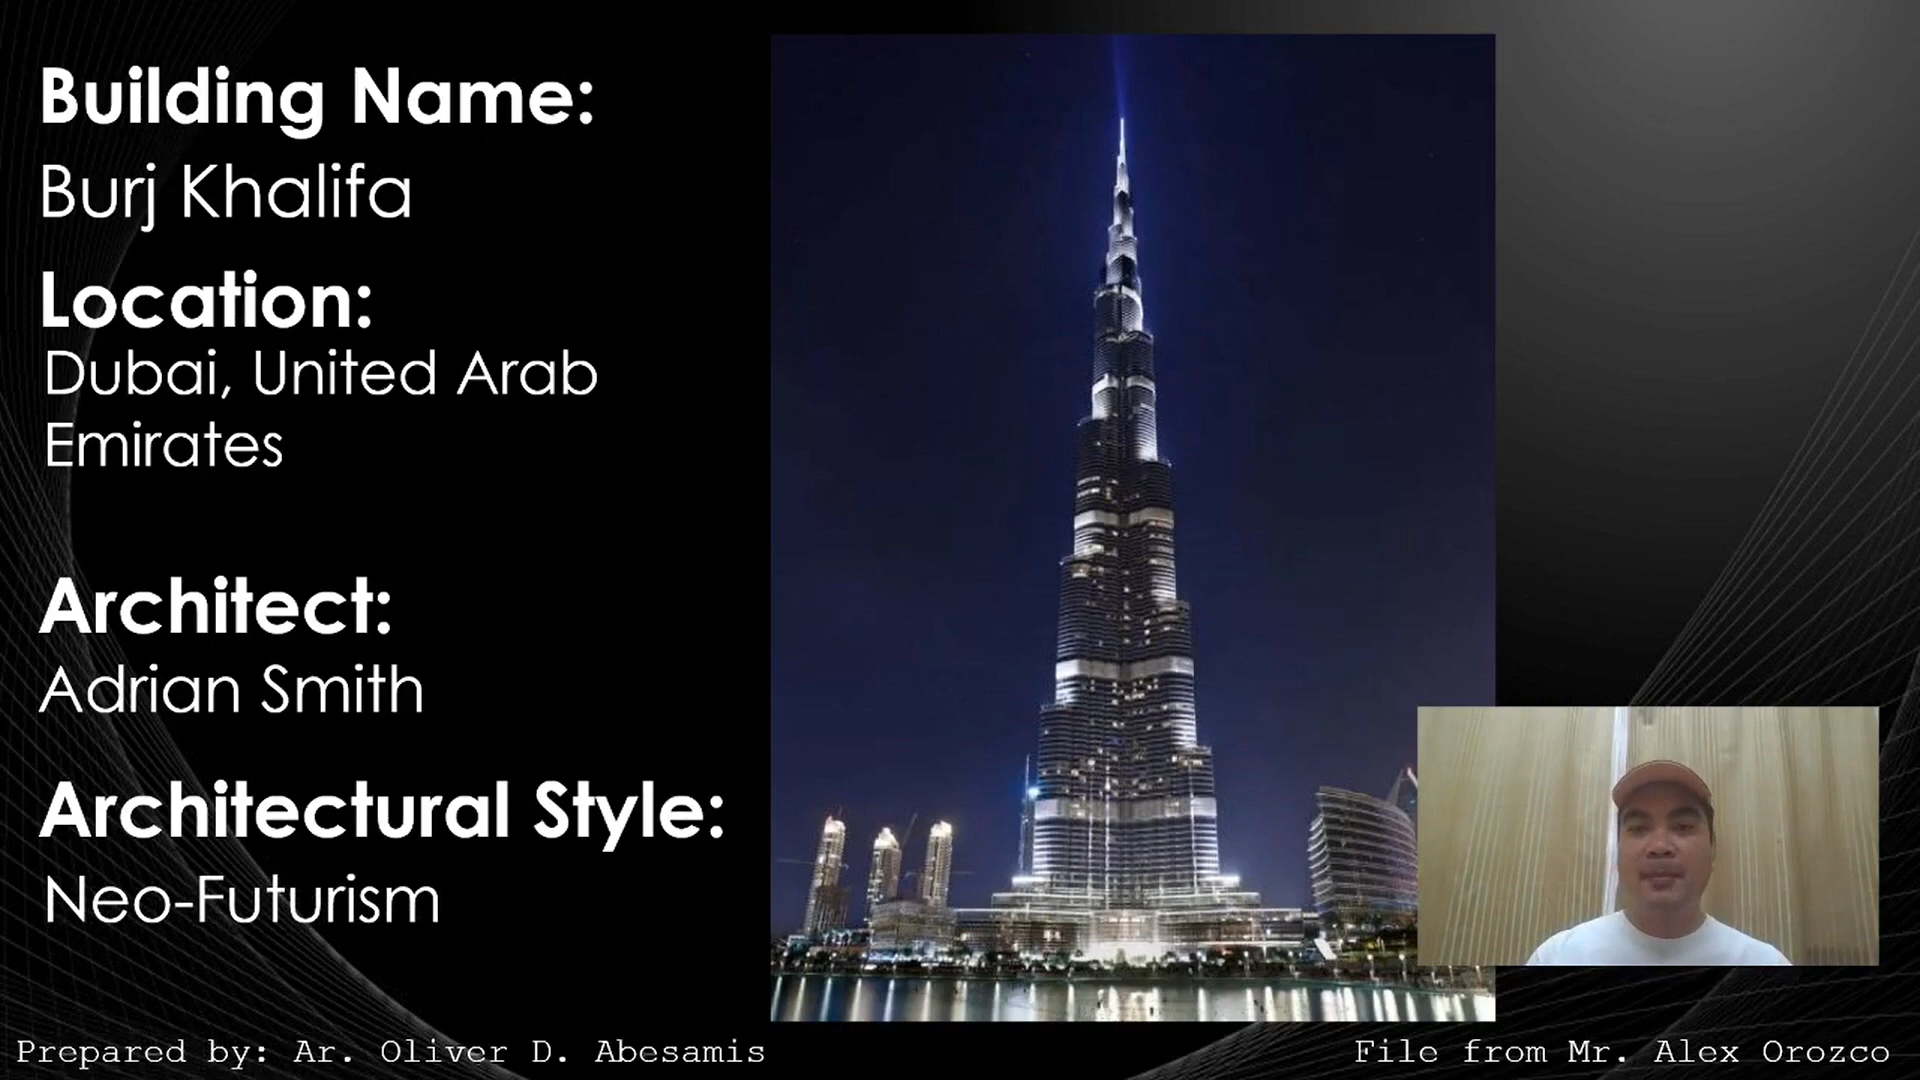 Building Name:
Burj Khalifa
Location:
Dubai, United Arab
Emirates
Architect:
Adrian Smith
Architectural Style:
Neo-Futurism
Prepared by: Ar. Oliver D. Abesamis
File from Mr. Alex Orozco